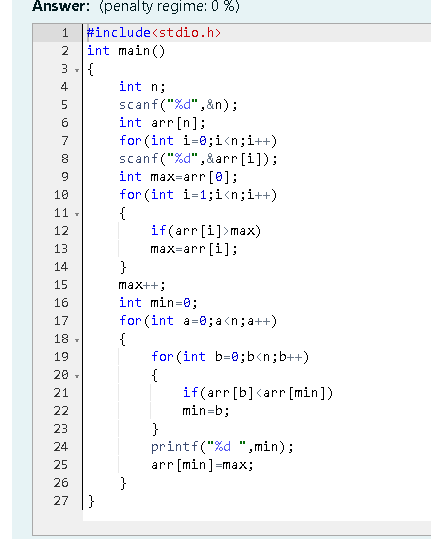 Answer: (penalty regime: 0 %)
1 #include<stdio.h>
2 int main()
3 {
4 int n;
5 scanf("%d",&n);
6 int arr[n];
7 for(int i=0;i<n;i++)
8 scanf("%d",&arr[i]);
9 int max=arr[0];
10 for(int i=1;i<n;i++)
11 {
12 if(arr[i]>max)
13 max=arr[i];
14 }
15 max++;
16 int min=0;
17 for(int a=0;a<n;a++)
18 {
19 for(int b=0;b<n;b++)
20 {
21 if(arr[b]<arr[min])
22 min=b;
23 }
24 printf("%d ",min);
25 arr[min]=max;
26 }
27 }